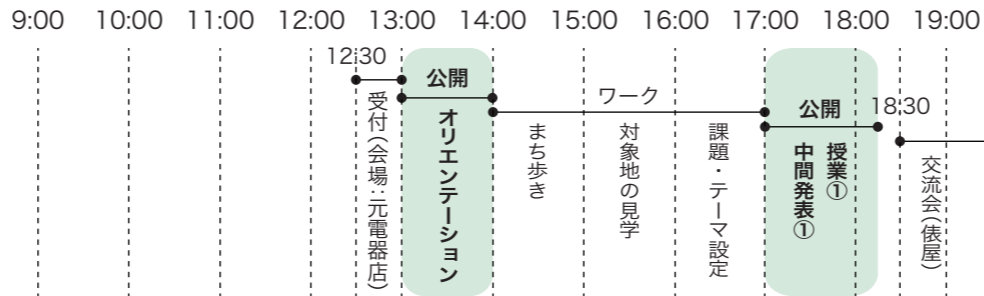 9:00 10:00 11:00 12:00 13:00 14:00 15:00 16:00 17:00 18:00 19:00
12:30
受付(会場:元電器店)
公開
オリエンテーション
ワーク
まち歩き
対象地の見学
課題・テーマ設定
公開
授業①
中間発表①
18:30
交流会(俵屋)